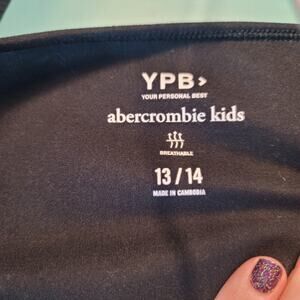 YPB>
YOUR PERSONAL BEST
abercrombie kids
BREATHABLE
13 / 14
MADE IN CAMBODIA